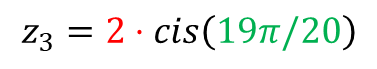 z₃ = 2 · cis(19π/20)